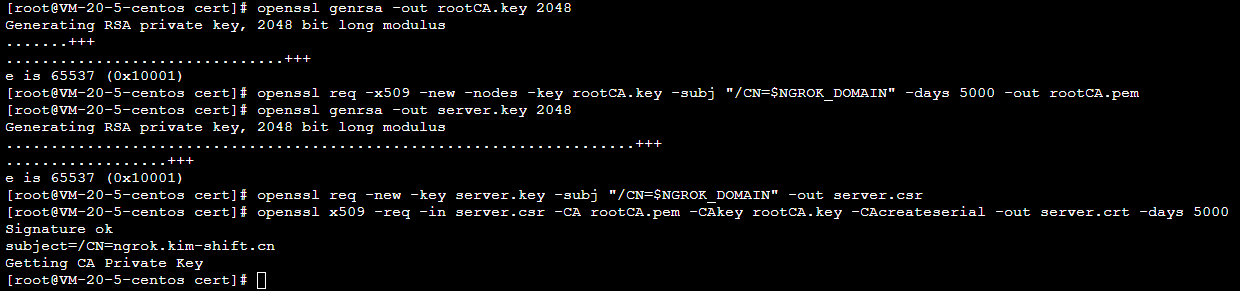 [root@VM-20-5-centos cert]# openssl genrsa -out rootCA.key 2048
Generating RSA private key, 2048 bit long modulus
.......+++
...............................+++
e is 65537 (0x10001)
[root@VM-20-5-centos cert]# openssl req -x509 -new -nodes -key rootCA.key -subj "/CN=$NGROK_DOMAIN" -days 5000 -out rootCA.pem
[root@VM-20-5-centos cert]# openssl genrsa -out server.key 2048
Generating RSA private key, 2048 bit long modulus
......................................................................+++
..................+++
e is 65537 (0x10001)
[root@VM-20-5-centos cert]# openssl req -new -key server.key -subj "/CN=$NGROK_DOMAIN" -out server.csr
[root@VM-20-5-centos cert]# openssl x509 -req -in server.csr -CA rootCA.pem -CAkey rootCA.key -CAcreateserial -out server.crt -days 5000
Signature ok
subject=/CN=ngrok.kim-shift.cn
Getting CA Private Key
[root@VM-20-5-centos cert]#